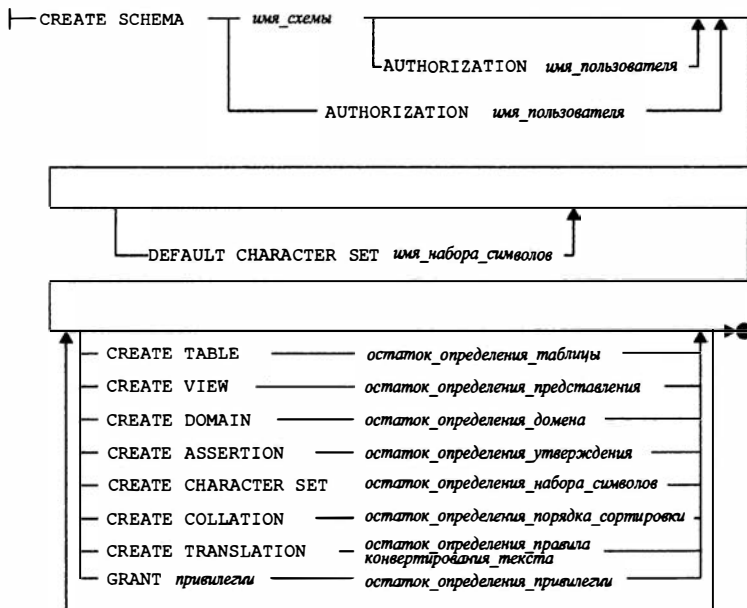 CREATE SCHEMA имя_схемы
AUTHORIZATION имя_пользователя
AUTHORIZATION имя_пользователя
DEFAULT CHARACTER SET имя_набора_символов
CREATE TABLE остаток_определения_таблицы
CREATE VIEW остаток_определения_представления
CREATE DOMAIN остаток_определения_домена
CREATE ASSERTION остаток_определения_утверждения
CREATE CHARACTER SET остаток_определения_набора_символов
CREATE COLLATION остаток_определения_порядка_сортировки
CREATE TRANSLATION остаток_определения_правила
конвертирования_текста
GRANT привилегии остаток_определения_привилегии